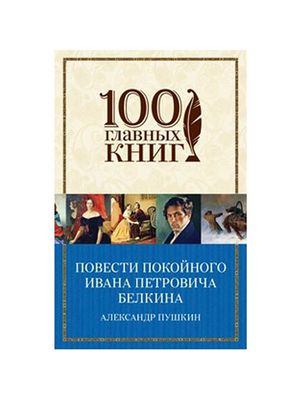 100
ГЛАВНЫХ
КНИГ
ПОВЕСТИ ПОКОЙНОГО
ИВАНА ПЕТРОВИЧА
БЕЛКИНА
АЛЕКСАНДР ПУШКИН